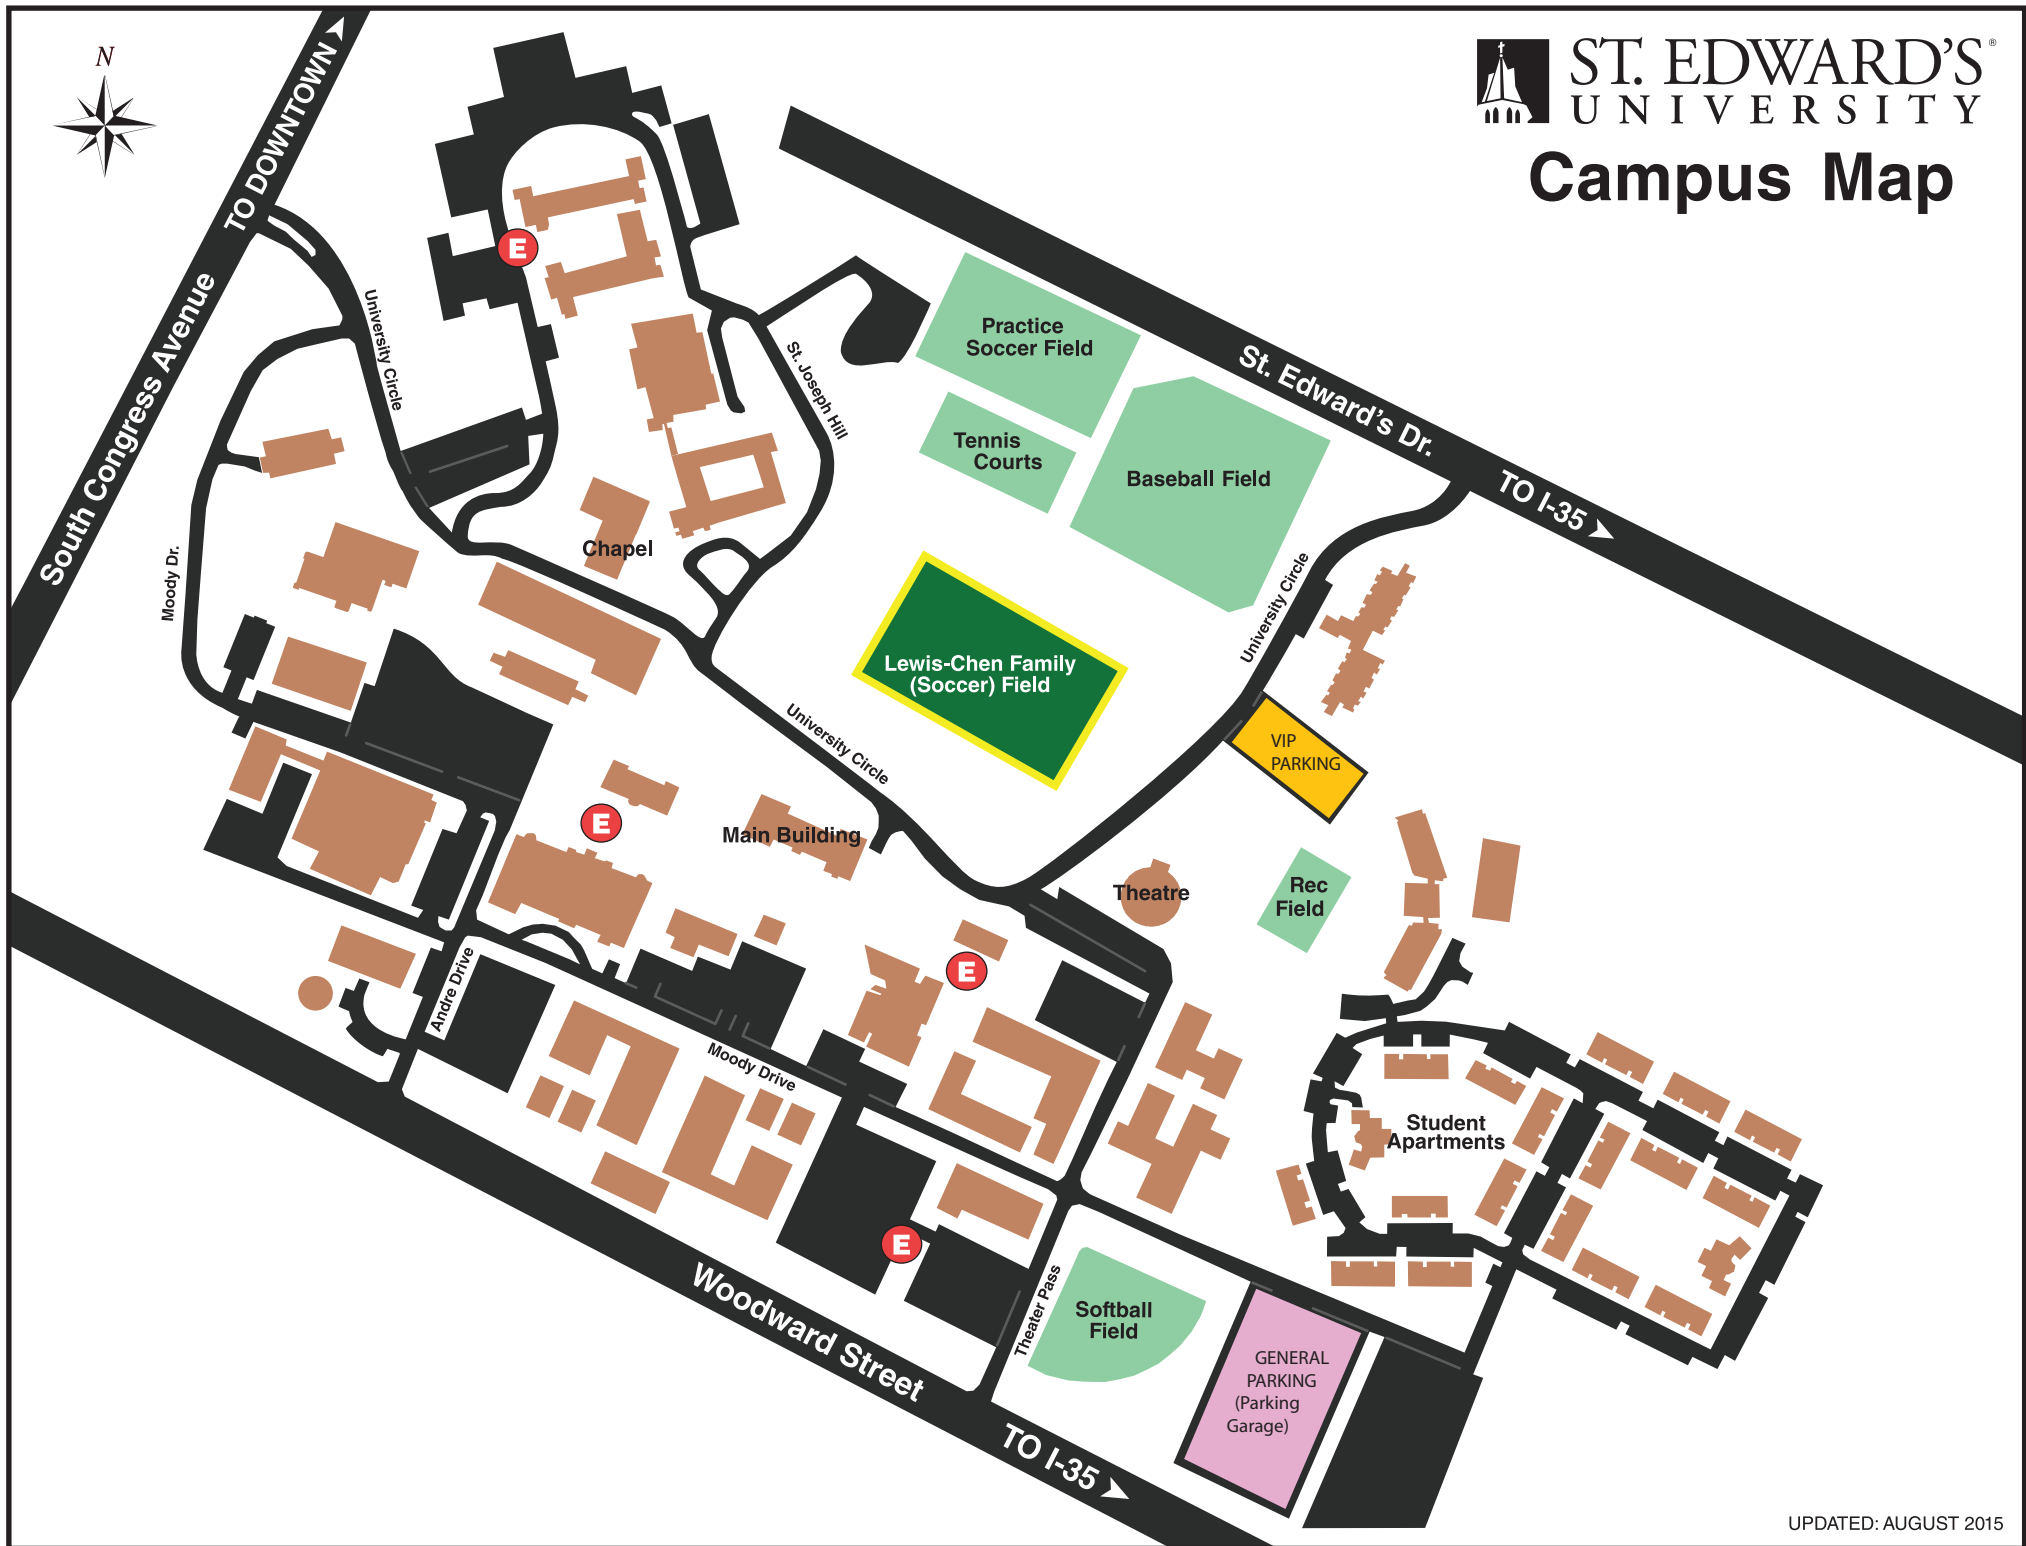 N
ST. EDWARD'S®
UNIVERSITY
Campus Map
TO DOWNTOWN
South Congress Avenue
University Circle
E
St. Joseph Hill
Practice
Soccer Field
St. Edward's Dr.
TO I-35
Tennis
Courts
Baseball Field
Moody Dr.
Chapel
University Circle
Lewis-Chen Family
(Soccer) Field
University Circle
VIP
PARKING
E
Main Building
Theatre
Rec
Field
E
Andre Drive
Moody Drive
Student
Apartments
E
Woodward Street
Theater Pass
Softball
Field
GENERAL
PARKING
(Parking
Garage)
TO I-35
UPDATED: AUGUST 2015